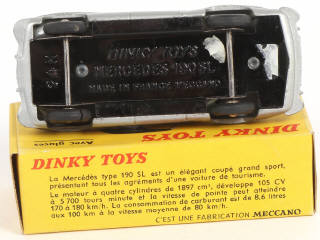 DINKY TOYS
MERCEDES 190 SL
MADE IN FRANCE MECCANO
24 H
Avec glaces
DINKY TOYS
DINKY TOYS
La Mercédès type 190 SL est un élégant coupé grand sport,
présentant tous les agréments d'une voiture de tourisme.
Le moteur a quatre cylindres de 1897 cm³, développe 105 CV
à 5 700 tours minute et la vitesse de pointe peut atteindre
170 à 180 km/h. La consommation de carburant est de 8,6 litres
aux 100 km à la vitesse moyenne de 80 km/h.
C'EST UNE FABRICATION MECCANO